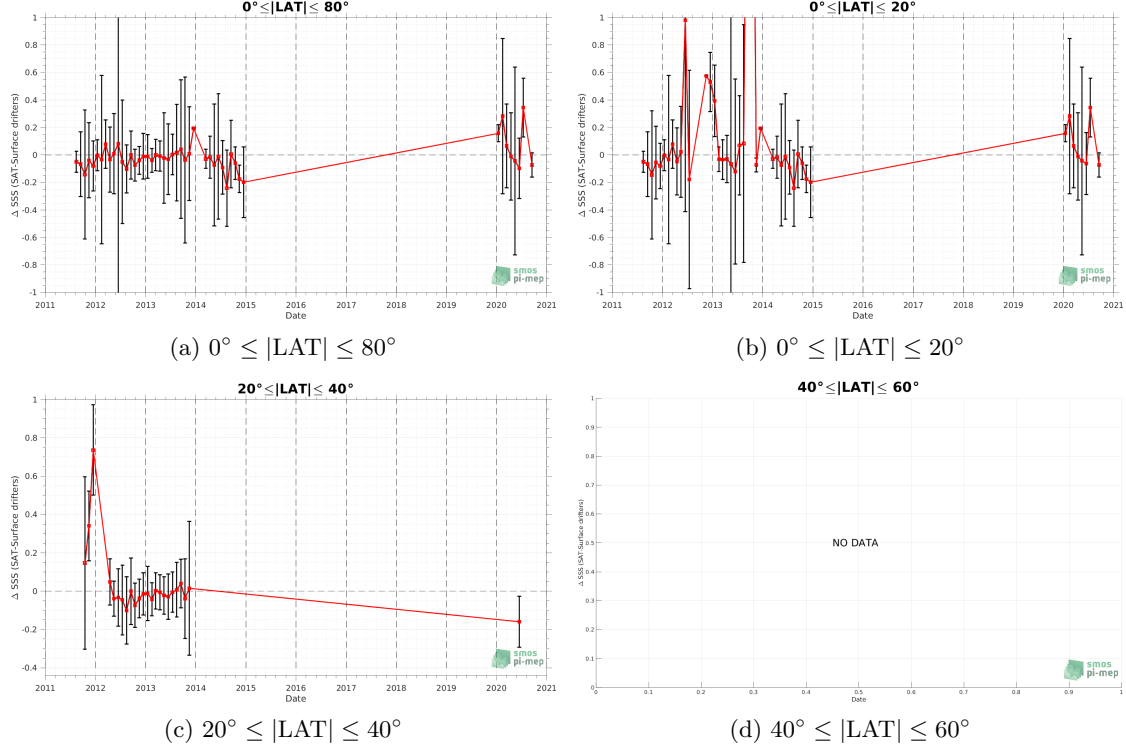 0°≤|LAT|≤ 80°
Δ SSS (SAT-Surface drifters)
1
0.8
0.6
0.4
0.2
0
-0.2
-0.4
-0.6
-0.8
-1
2011 2012 2013 2014 2015 2016 2017 2018 2019 2020 2021
Date
smos
pi-mep
(a) 0° ≤ |LAT| ≤ 80°
0°≤|LAT|≤ 20°
Δ SSS (SAT-Surface drifters)
1
0.8
0.6
0.4
0.2
0
-0.2
-0.4
-0.6
-0.8
-1
2011 2012 2013 2014 2015 2016 2017 2018 2019 2020 2021
Date
smos
pi-mep
(b) 0° ≤ |LAT| ≤ 20°
20°≤|LAT|≤ 40°
Δ SSS (SAT-Surface drifters)
1
0.8
0.6
0.4
0.2
0
-0.2
-0.4
2011 2012 2013 2014 2015 2016 2017 2018 2019 2020 2021
Date
smos
pi-mep
(c) 20° ≤ |LAT| ≤ 40°
40°≤|LAT|≤ 60°
Δ SSS (SAT-Surface drifters)
1
0.9
0.8
0.7
0.6
0.5
0.4
0.3
0.2
0.1
0
NO DATA
0 0.1 0.2 0.3 0.4 0.5 0.6 0.7 0.8 0.9 1
Date
smos
pi-mep
(d) 40° ≤ |LAT| ≤ 60°